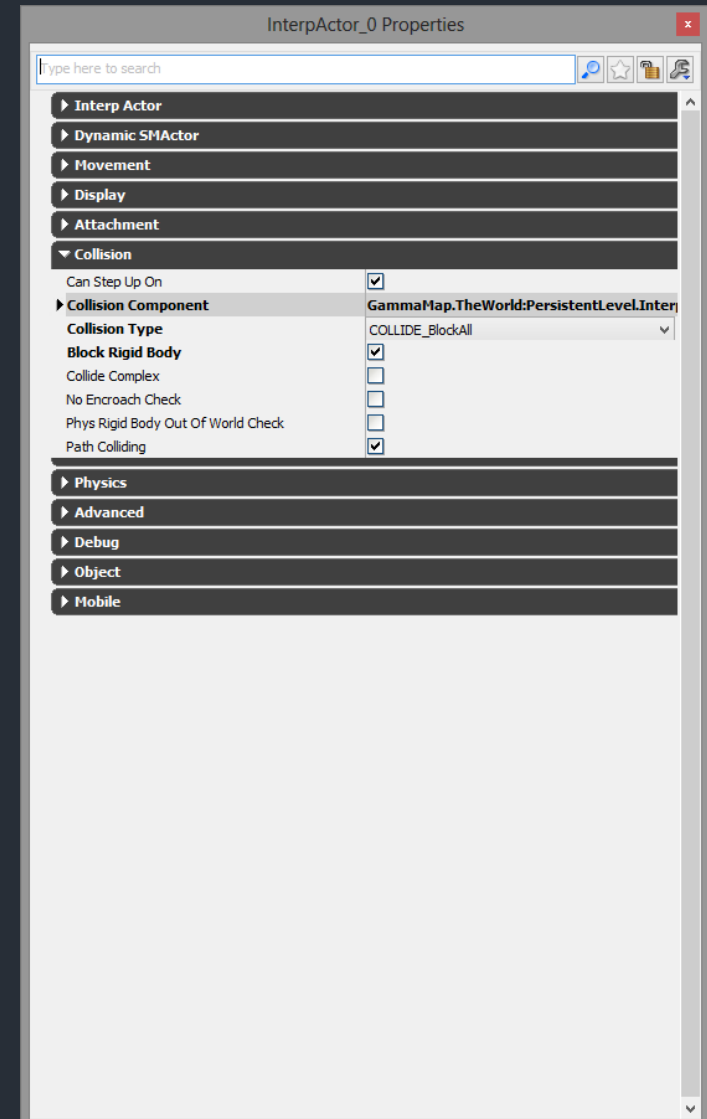 InterpActor_0 Properties
x
Type here to search
Interp Actor
Dynamic SMActor
Movement
Display
Attachment
Collision
Can Step Up On
Collision Component GammaMap.TheWorld:PersistentLevel.Inter
Collision Type COLLIDE_BlockAll
Block Rigid Body
Collide Complex
No Encroach Check
Phys Rigid Body Out Of World Check
Path Colliding
Physics
Advanced
Debug
Object
Mobile